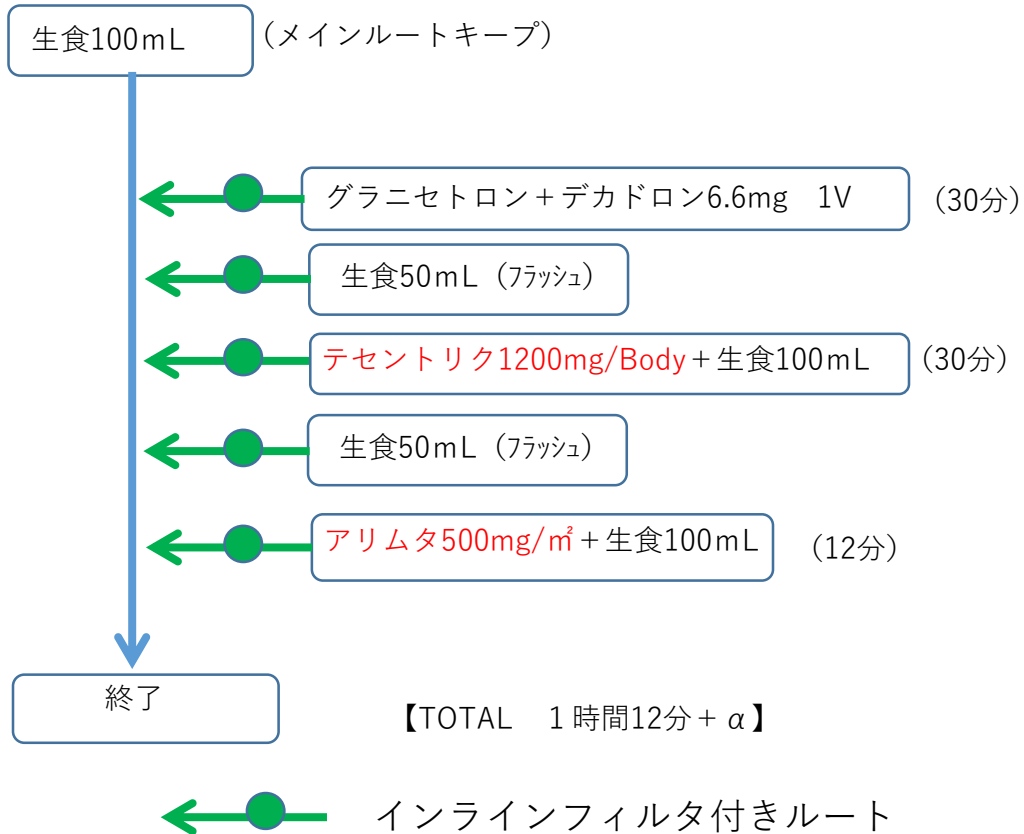 生食100mL (メインルートキープ)
グラニセトロン+デカドロン6.6mg 1V (30分)
生食50mL (フラッシュ)
テセントリク1200mg/Body+生食100mL (30分)
生食50mL (フラッシュ)
アリムタ500mg/㎡+生食100mL (12分)
終了
【TOTAL 1時間12分+α】
インラインフィルタ付きルート